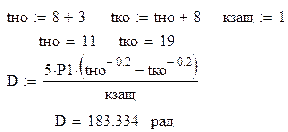 tно := 8 + 3 tко := tно + 8 кзащ := 1
tно = 11 tко = 19
D := 5·P1·(tно^-0.2 - tко^-0.2) / кзащ
D = 183.334 рад